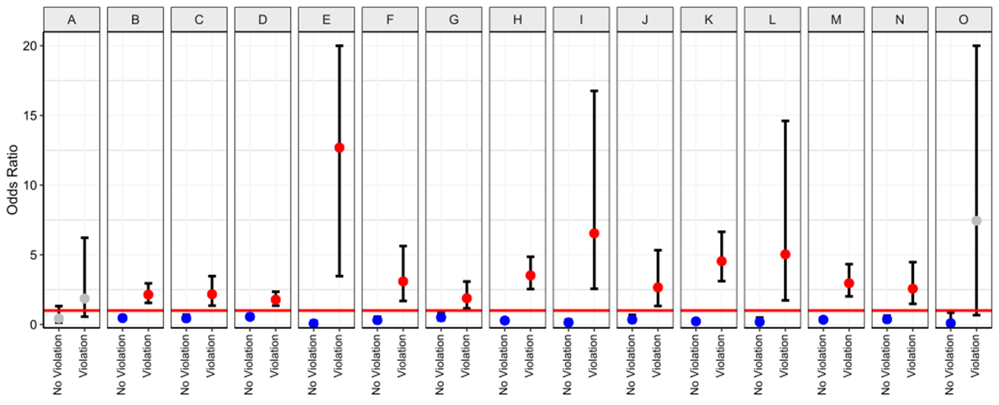 A B C D E F G H I J K L M N O
20
15
10
5
0
Odds Ratio
No Violation Violation No Violation Violation No Violation Violation No Violation Violation No Violation Violation No Violation Violation No Violation Violation No Violation Violation No Violation Violation No Violation Violation No Violation Violation No Violation Violation No Violation Violation No Violation Violation No Violation Violation